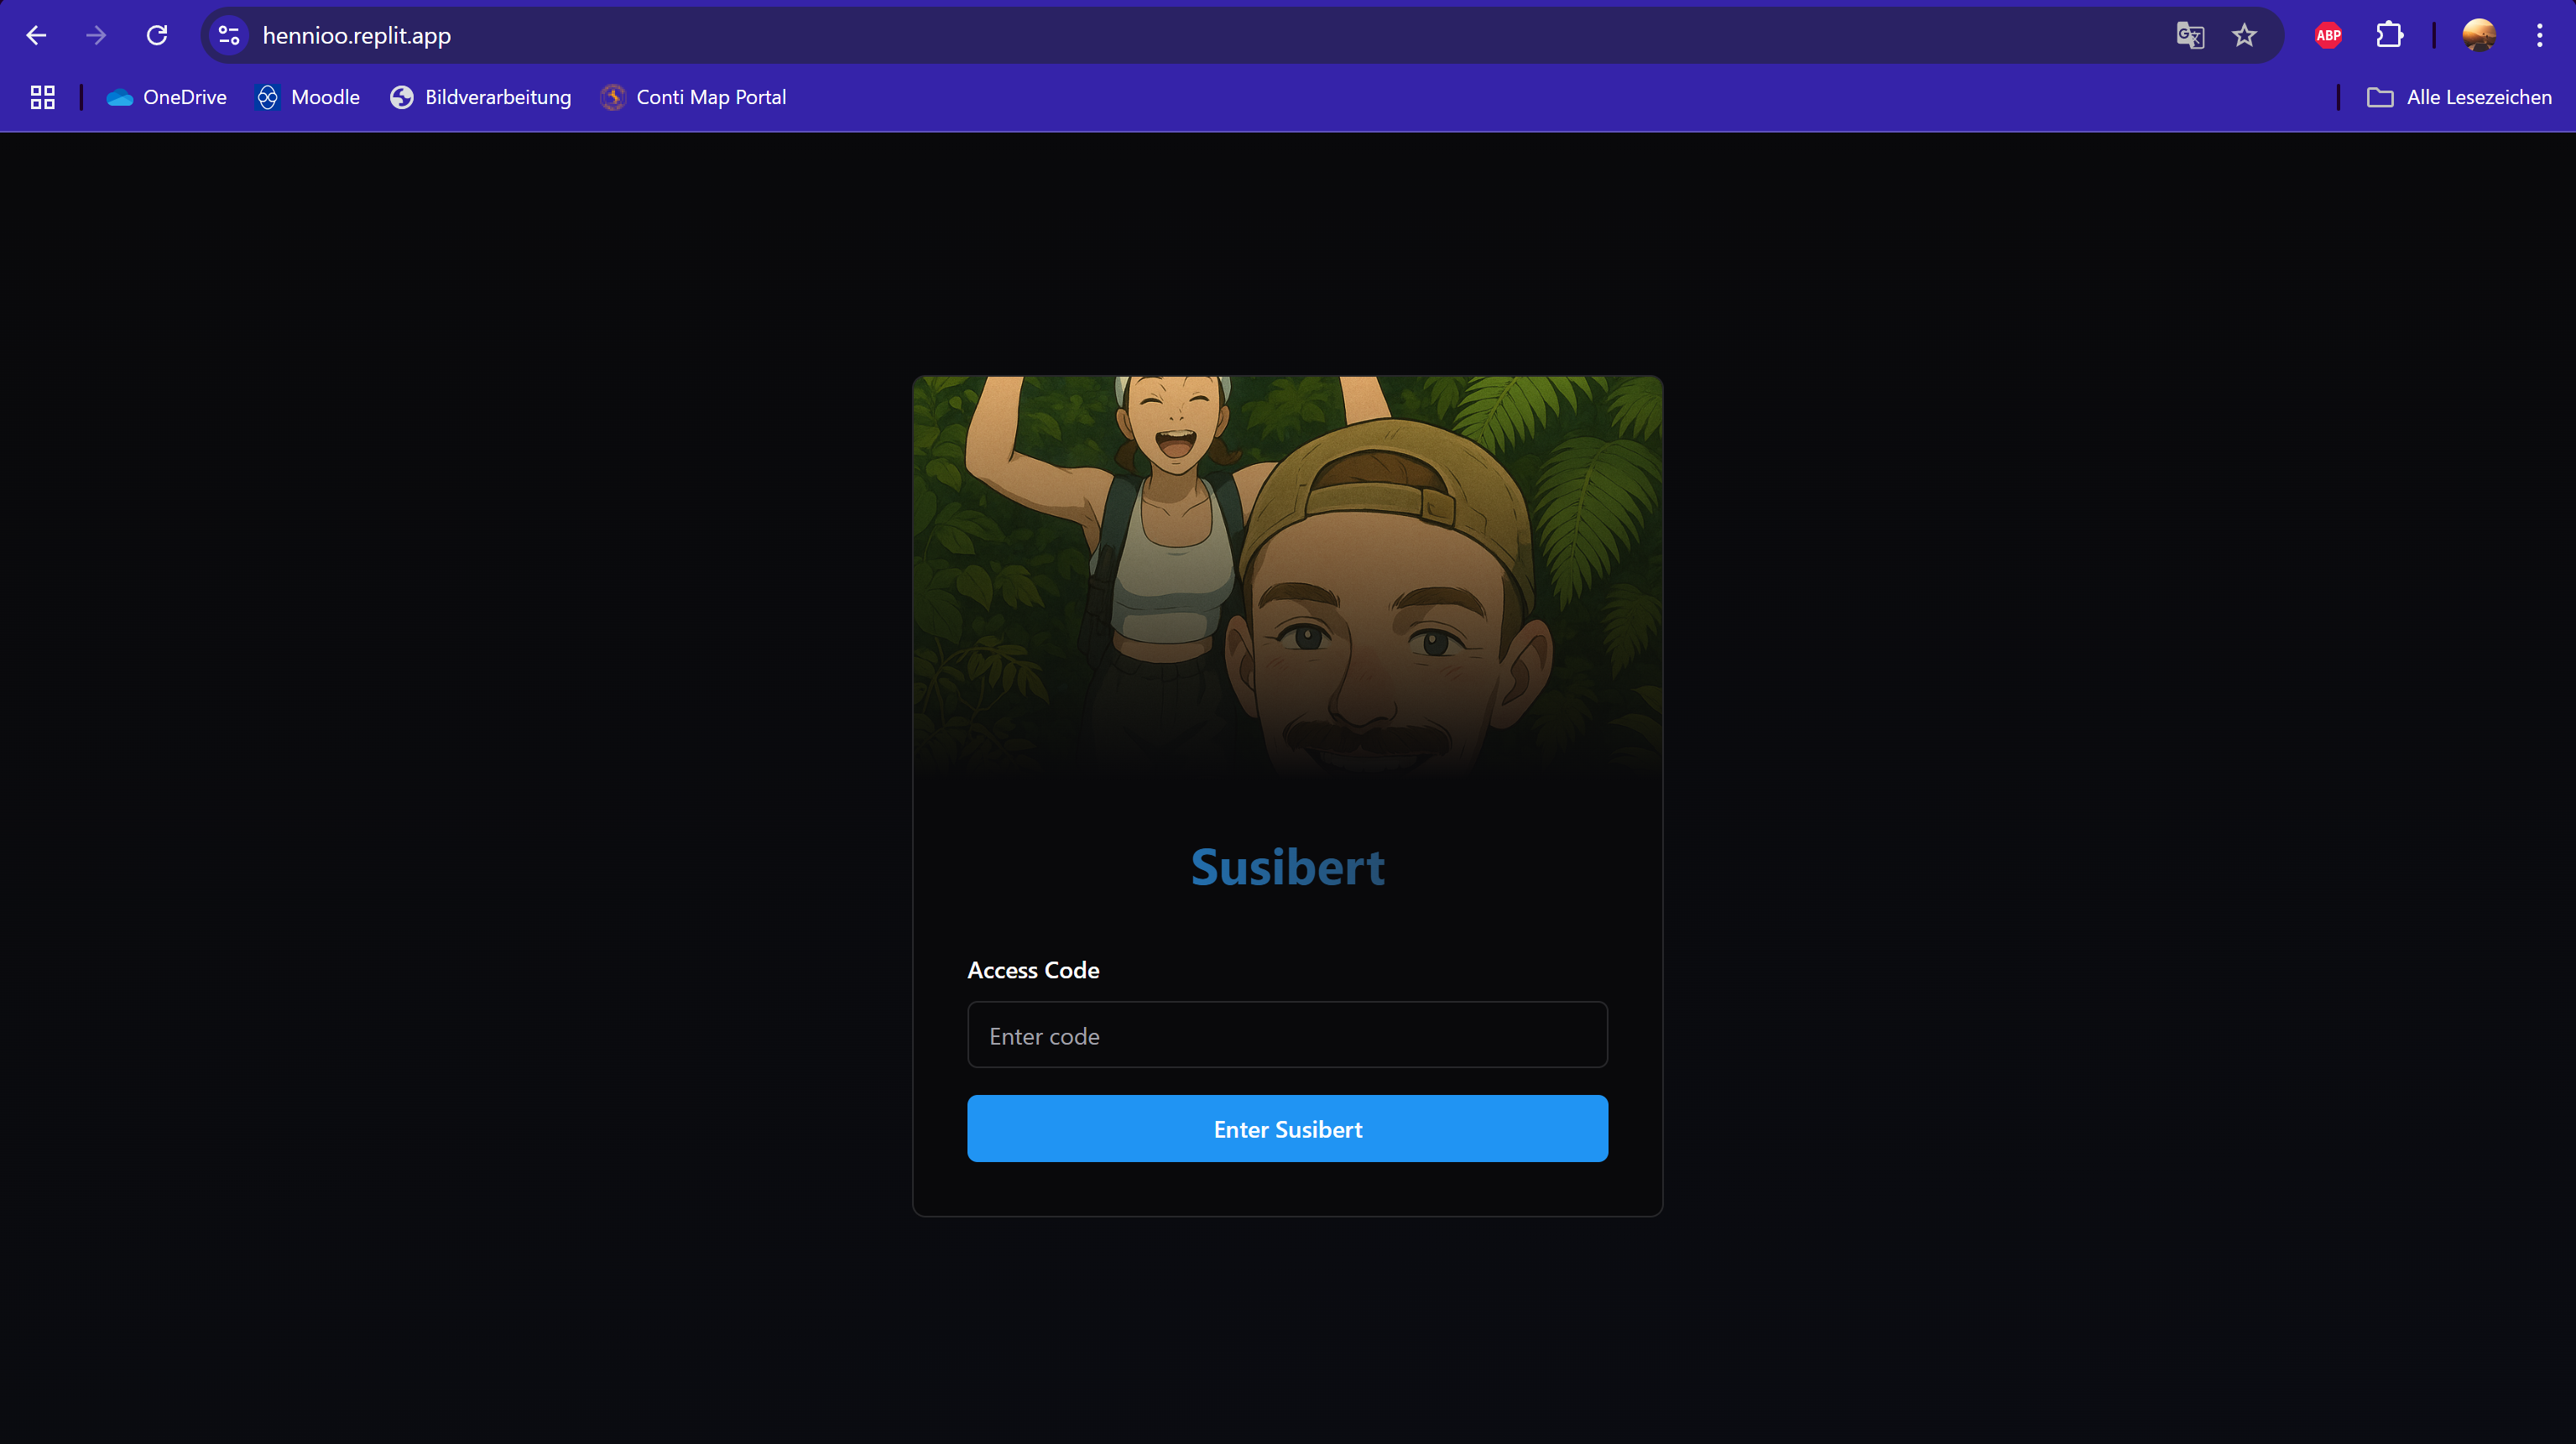 hennioo.replit.app
ABP
OneDrive
Moodle
Bildverarbeitung
Conti Map Portal
Alle Lesezeichen
Susibert
Access Code
Enter code
Enter Susibert